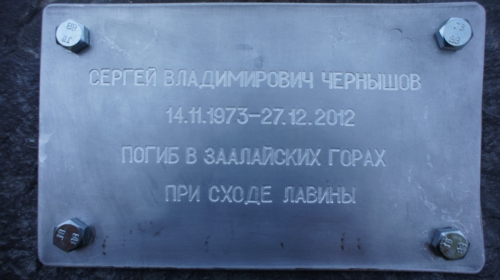 СЕРГЕЙ ВЛАДИМИРОВИЧ ЧЕРНЫШОВ
14.11.1973-27.12.2012
ПОГИБ В ЗААЛАЙСКИХ ГОРАХ
ПРИ СХОДЕ ЛАВИНЫ